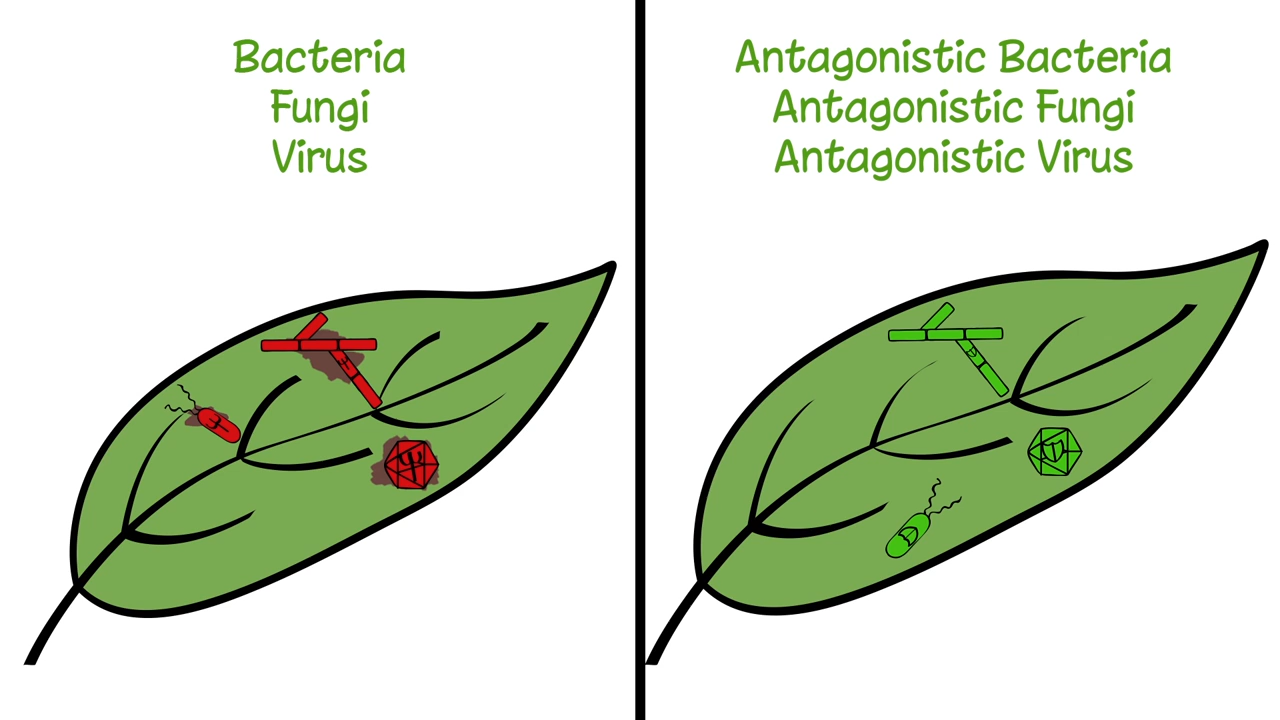 Bacteria
Fungi
Virus
Antagonistic Bacteria
Antagonistic Fungi
Antagonistic Virus